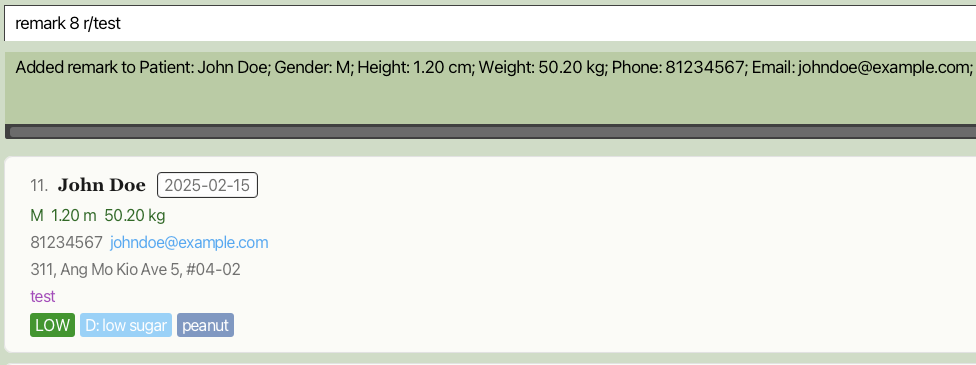 remark 8 r/test
Added remark to Patient: John Doe; Gender: M; Height: 1.20 cm; Weight: 50.20 kg; Phone: 81234567; Email: johndoe@example.com;
11. John Doe 2025-02-15
M 1.20 m 50.20 kg
81234567 johndoe@example.com
311, Ang Mo Kio Ave 5, #04-02
test
LOW D: low sugar peanut